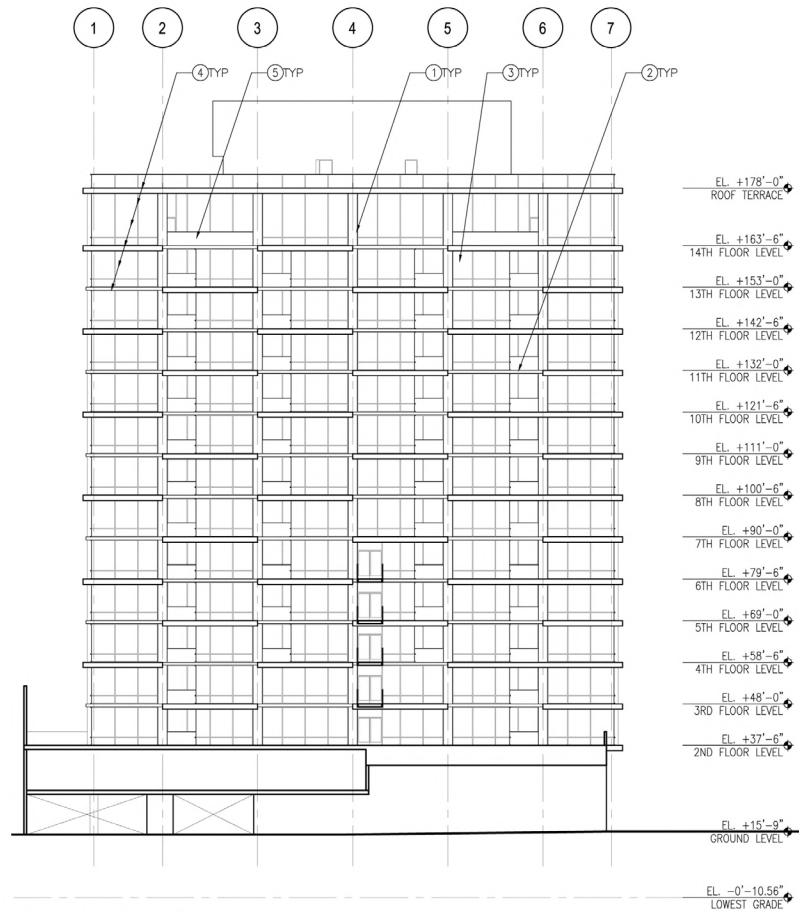 1 2 3 4 5 6 7
4 TYP 5 TYP 1 TYP 3 TYP 2 TYP
EL. +178'-0"
ROOF TERRACE
EL. +163'-6"
14TH FLOOR LEVEL
EL. +153'-0"
13TH FLOOR LEVEL
EL. +142'-6"
12TH FLOOR LEVEL
EL. +132'-0"
11TH FLOOR LEVEL
EL. +121'-6"
10TH FLOOR LEVEL
EL. +111'-0"
9TH FLOOR LEVEL
EL. +100'-6"
8TH FLOOR LEVEL
EL. +90'-0"
7TH FLOOR LEVEL
EL. +79'-6"
6TH FLOOR LEVEL
EL. +69'-0"
5TH FLOOR LEVEL
EL. +58'-6"
4TH FLOOR LEVEL
EL. +48'-0"
3RD FLOOR LEVEL
EL. +37'-6"
2ND FLOOR LEVEL
EL. +15'-9"
GROUND LEVEL
EL. -0'-10.56"
LOWEST GRADE